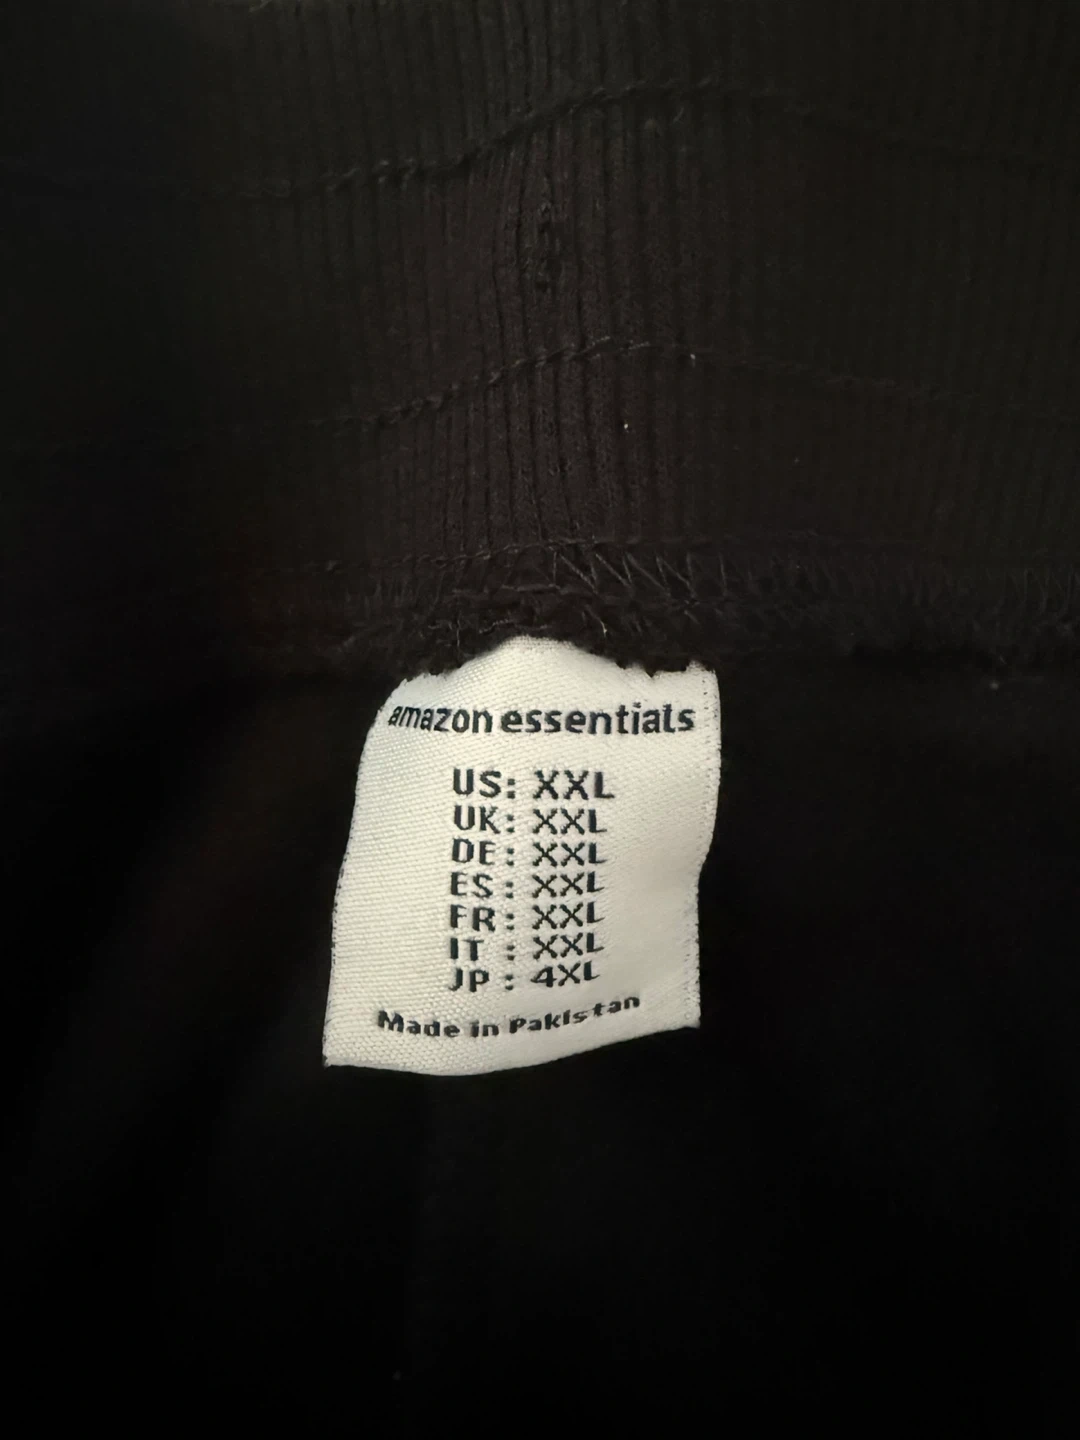 amazon essentials
US: XXL
UK: XXL
DE: XXL
ES: XXL
FR: XXL
IT : XXL
JP : 4XL
Made in Pakistan